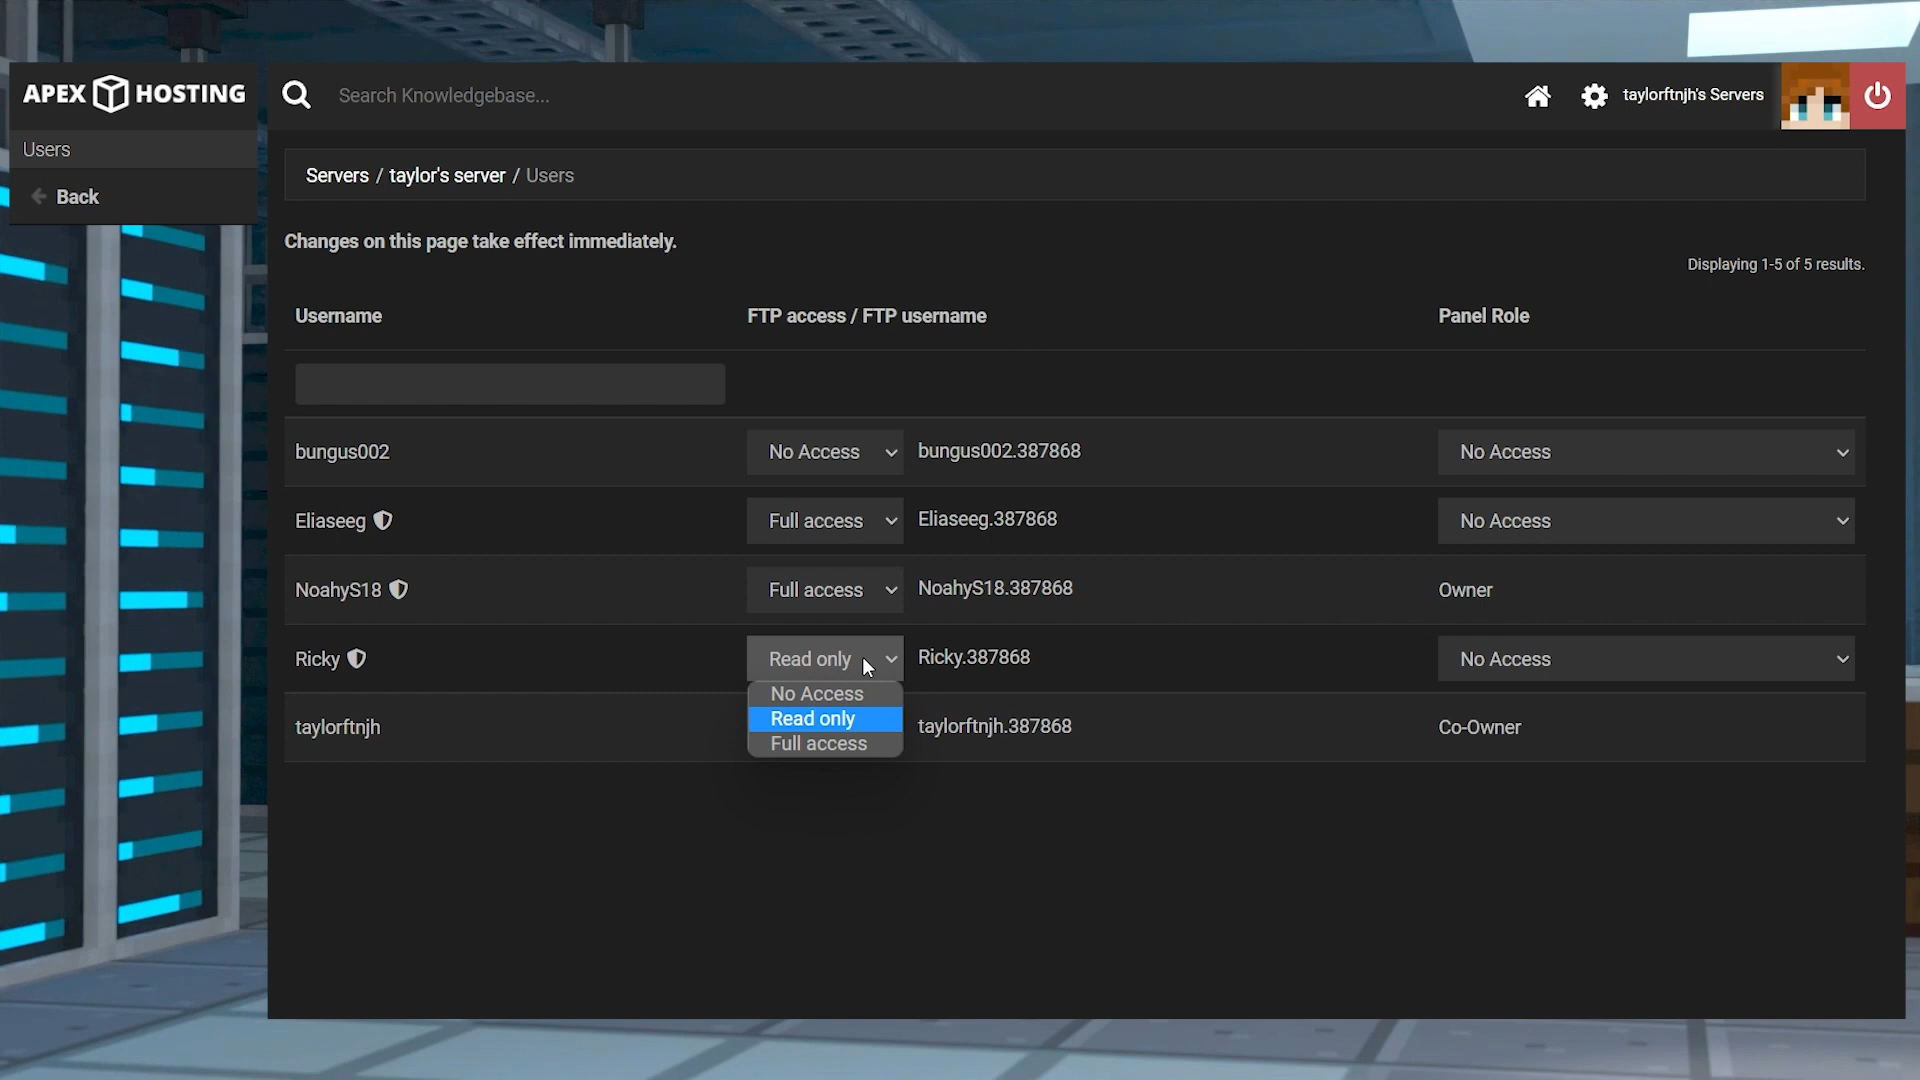 APEX HOSTING
Search Knowledgebase...
taylorftnjh's Servers
Users
Back
Servers / taylor's server / Users
Changes on this page take effect immediately.
Displaying 1-5 of 5 results.
Username FTP access / FTP username Panel Role
bungus002 No Access bungus002.387868 No Access
Eliaseeg Full access Eliaseeg.387868 No Access
NoahyS18 Full access NoahyS18.387868 Owner
Ricky Read only Ricky.387868 No Access
No Access
Read only
Full access
taylorftnjh taylorftnjh.387868 Co-Owner